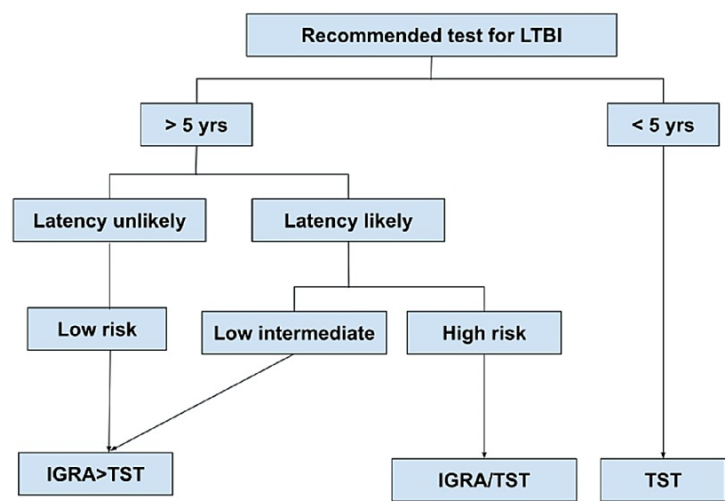 Recommended test for LTBI
> 5 yrs
< 5 yrs
Latency unlikely
Latency likely
Low risk
Low intermediate
High risk
IGRA>TST
IGRA/TST
TST